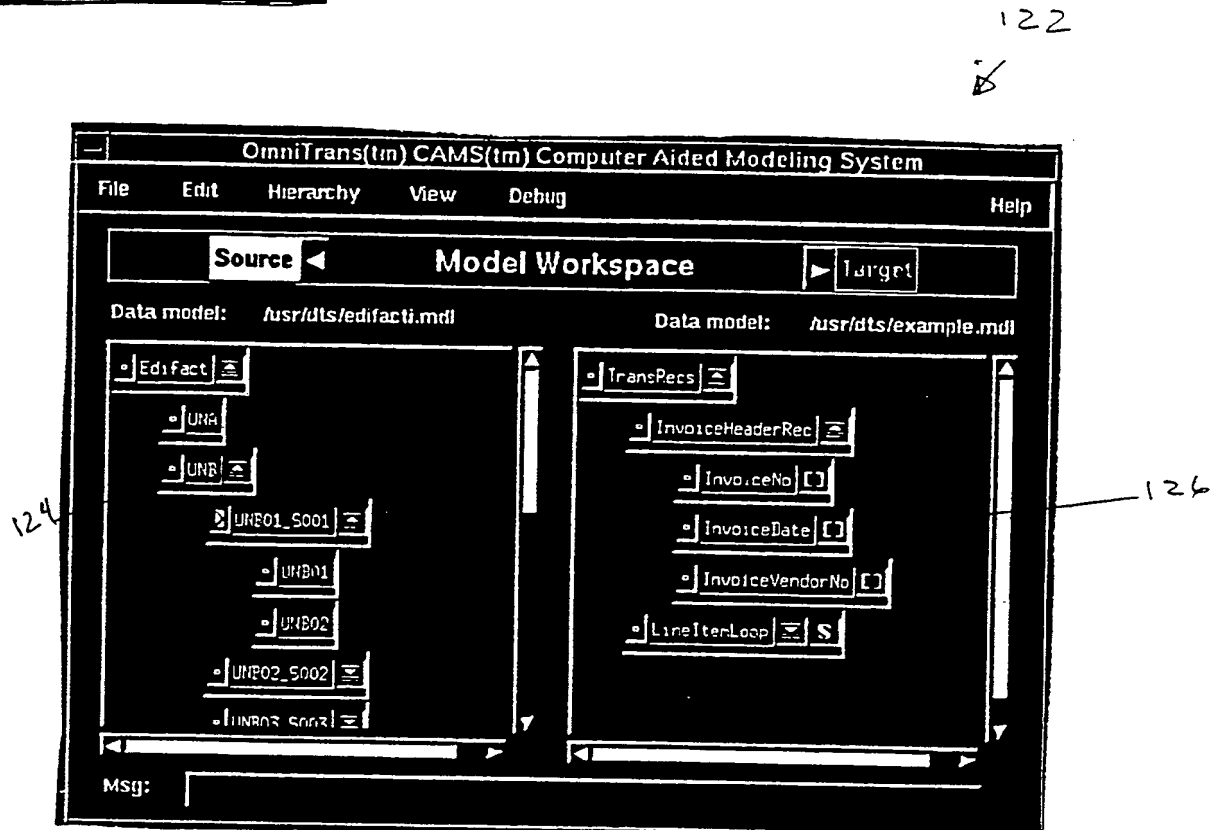 122
OmniTrans(tm) CAMS(tm) Computer Aided Modeling System
File Edit Hierarchy View Debug Help
Source Model Workspace Target
Data model: /usr/dts/edifacti.mdl Data model: /usr/dts/example.mdl
Edifact
UNA
UNB
UNB01_S001
UNB01
UNB02
UNB02_S002
UNB03_S003
TransRecs
InvoiceHeaderRec
InvoiceNo []
InvoiceDate []
InvoiceVendorNo []
LineItemLoop S
124
126
Msg: